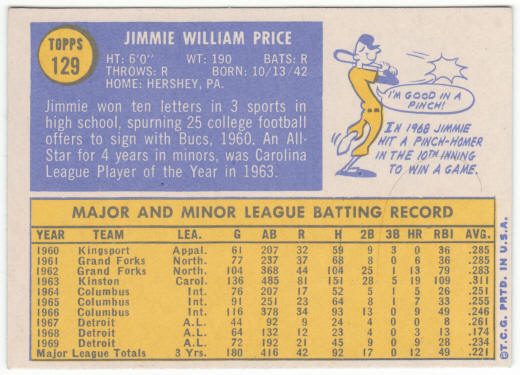 TOPPS
129
JIMMIE WILLIAM PRICE
HT: 6'0" WT: 190 BATS: R
THROWS: R BORN: 10/13/42
HOME: HERSHEY, PA.
Jimmie won ten letters in 3 sports in
high school, spurning 25 college football
offers to sign with Bucs, 1960. An All-
Star for 4 years in minors, was Carolina
League Player of the Year in 1963.
I'M GOOD IN A
PINCH!
IN 1968 JIMMIE
HIT A PINCH-HOMER
IN THE 10TH INNING
TO WIN A GAME.
MAJOR AND MINOR LEAGUE BATTING RECORD
YEAR TEAM LEA. G AB R H 2B 3B HR RBI AVG.
1960 Kingsport Appal. 61 207 32 59 9 3 0 36 .285
1961 Grand Forks North. 77 237 37 68 8 0 6 36 .285
1962 Grand Forks North. 104 368 44 104 25 1 13 79 .283
1963 Kinston Carol. 136 485 81 151 28 5 19 109 .311
1964 Columbus Int. 76 207 17 52 5 1 5 26 .251
1965 Columbus Int. 91 251 23 64 8 1 7 33 .255
1966 Columbus Int. 116 378 34 93 13 0 9 49 .246
1967 Detroit A.L. 44 92 9 24 4 0 0 8 .261
1968 Detroit A.L. 64 132 12 23 4 0 3 13 .174
1969 Detroit A.L. 72 192 21 45 9 0 9 28 .234
Major League Totals 3 Yrs. 180 416 42 92 17 0 12 49 .221
©T.C.G. PRTD. IN U.S.A.